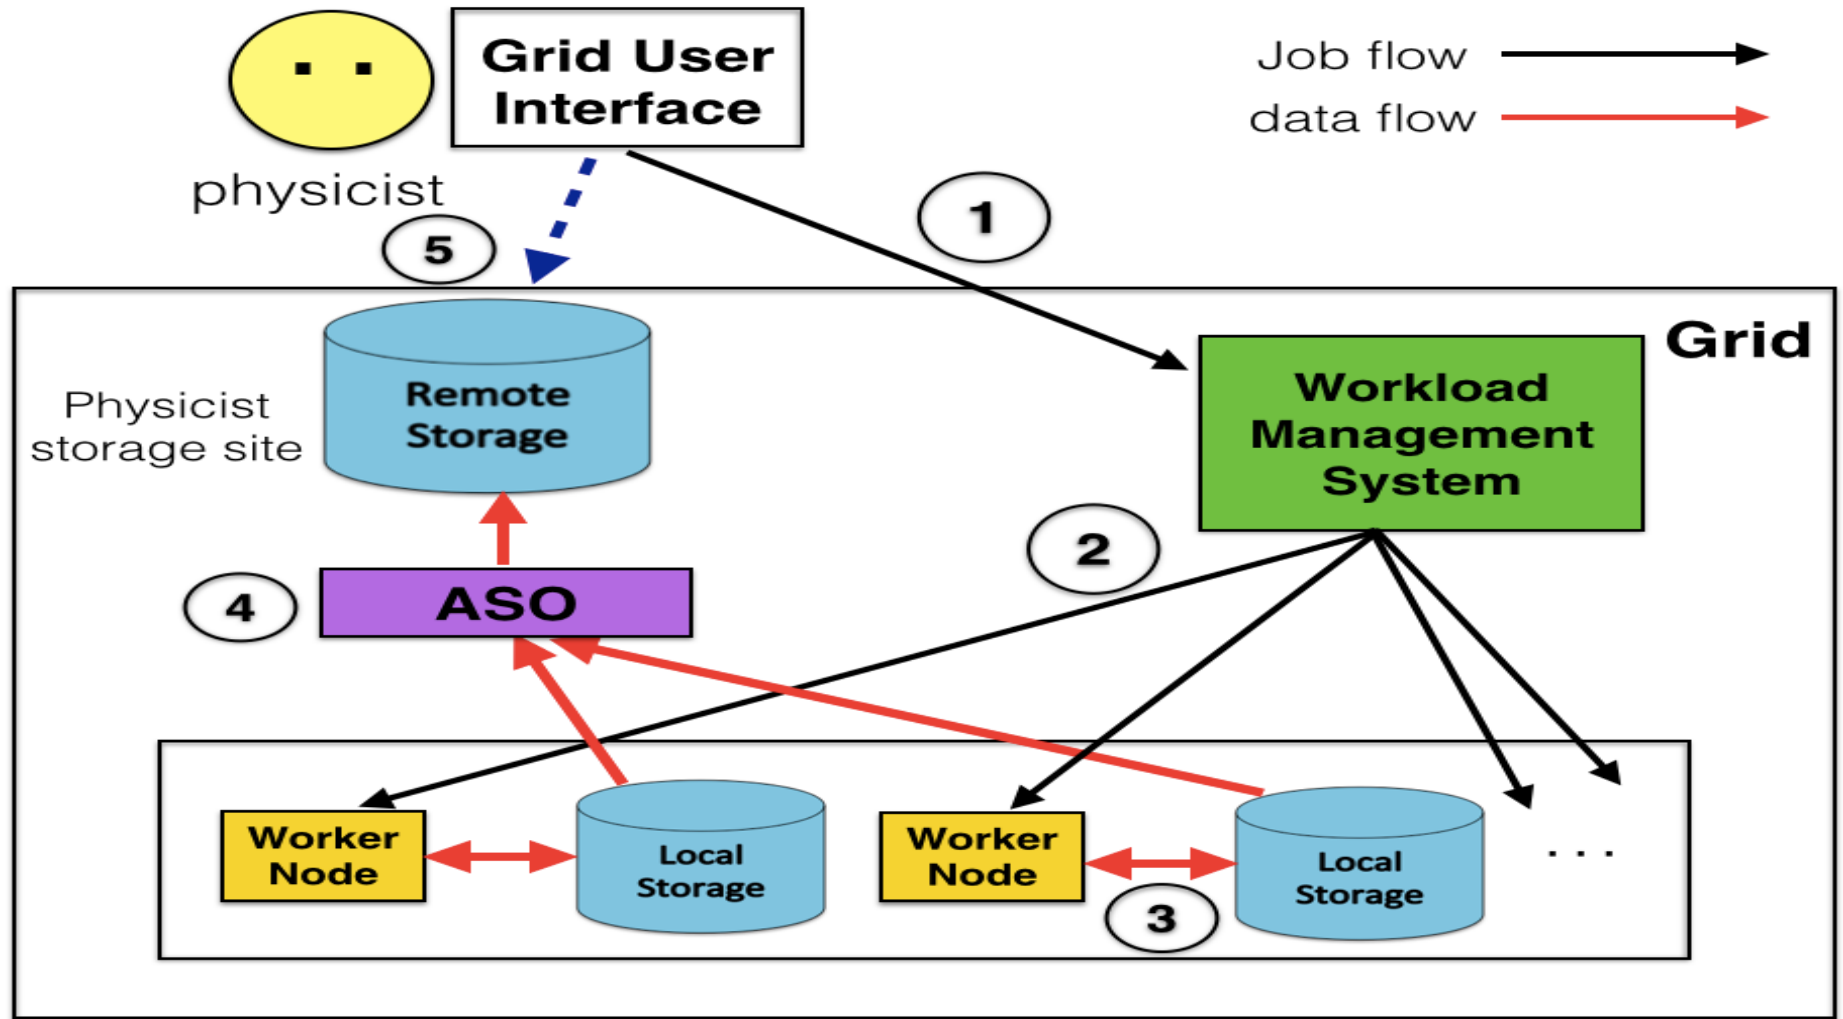 Grid User
Interface
Job flow
data flow
physicist
1
5
Grid
Physicist
storage site
Remote
Storage
Workload
Management
System
2
4
ASO
Worker
Node
Local
Storage
Worker
Node
Local
Storage
. . .
3